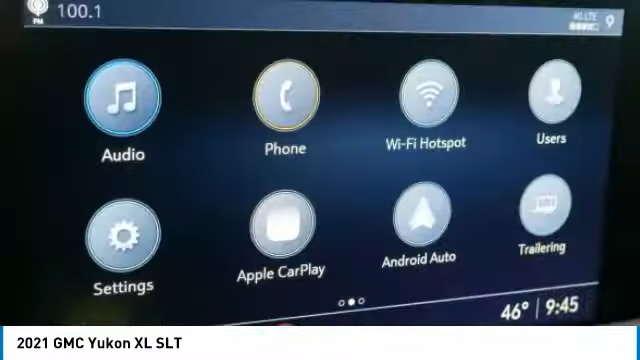 FM 100.1
4G LTE
Audio Phone Wi-Fi Hotspot Users
Settings Apple CarPlay Android Auto Trailering
46° | 9:45
2021 GMC Yukon XL SLT